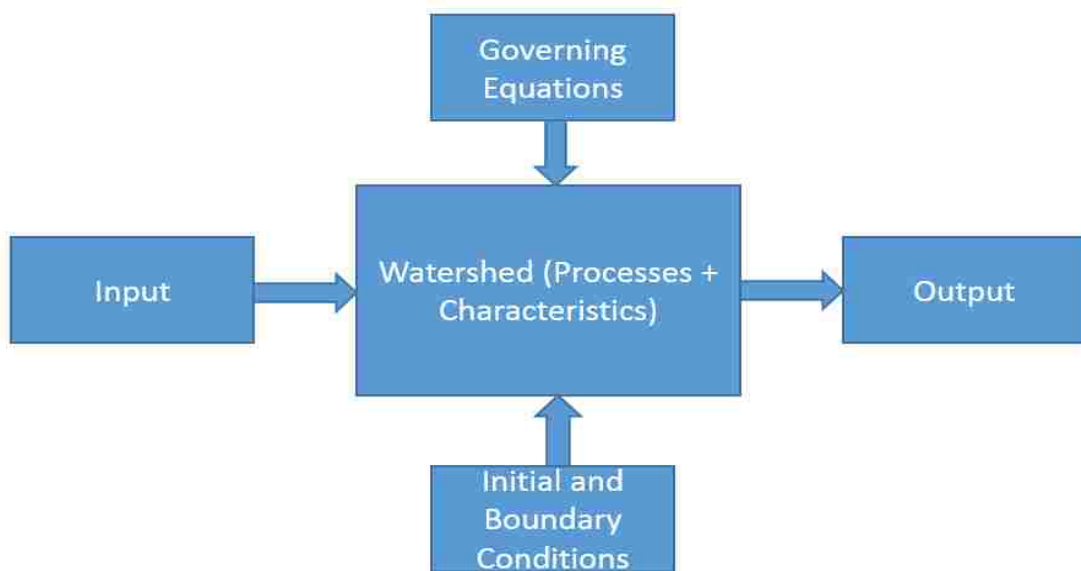 Governing
Equations
Input
Watershed (Processes +
Characteristics)
Output
Initial and
Boundary
Conditions